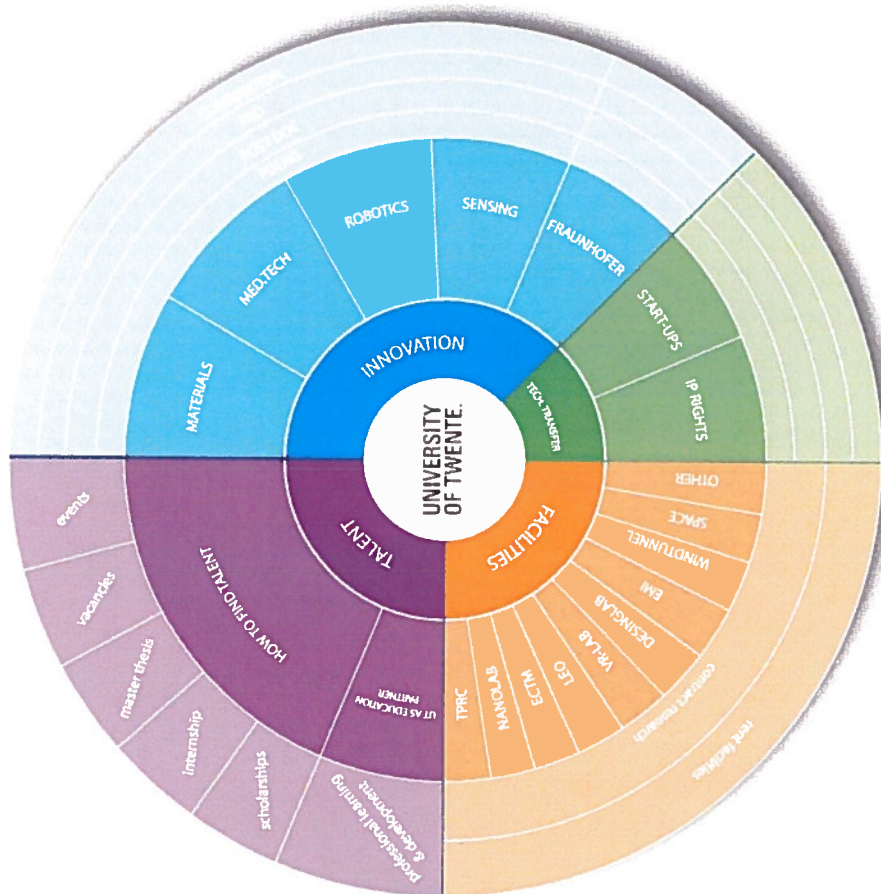 UNIVERSITY
OF TWENTE.
INNOVATION
MATERIALS
MED.TECH
ROBOTICS
SENSING
FRAUNHOFER
TECH. TRANSFER
START-UPS
IP RIGHTS
FACILITIES
OTHER
SPACE
WINDTUNNEL
EMI
DESINGLAB
VR-LAB
LEO
ECTM
NANOLAB
TPRC
contract research
rent facilities
TALENT
HOW TO FIND TALENT
UT AS EDUCATION
PARTNER
events
vacancies
master thesis
internship
scholarships
professional learning
& development